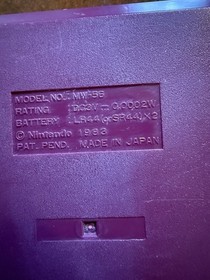 MODEL NO. MW-56
RATING DC3V 0.0002W
BATTERY LR44(or SR44)×2
© Nintendo 1983
PAT. PEND. MADE IN JAPAN